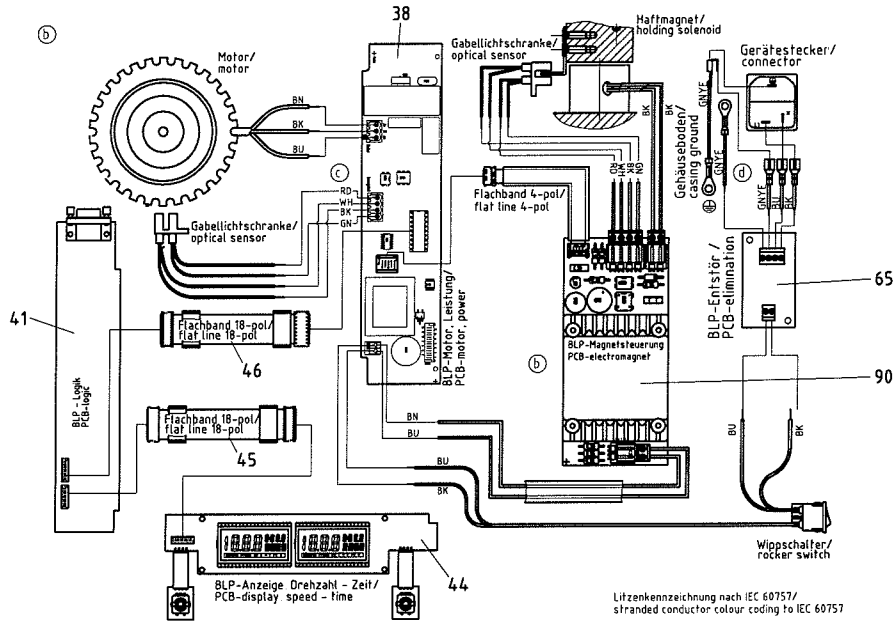 b
Motor/
motor
BN
BK
BU
38
c
RD
WH
BK
GN
Gabellichtschranke/
optical sensor
Gabellichtschranke/
optical sensor
Haftmagnet/
holding solenoid
Gerätestecker/
connector
BK
BK
RD
WH
BK
GN
Flachband 4-pol/
flat line 4-pol
Gehäuseboden/
casing ground
GNYE
GNYE
d
GNYE
BU
BK
BLP-Entstör/
PCB-elimination
65
41
BLP - Logik
PCB-logic
Flachband 18-pol/
flat line 18-pol
46
Flachband 18-pol/
flat line 18-pol
45
BLP-Motor, Leistung/
PCB-motor, power
BLP-Magnetsteuerung
PCB-electromagnet
b
90
BN
BU
BU
BK
BU
BK
Wippschalter/
rocker switch
44
BLP-Anzeige Drehzahl - Zeit/
PCB-display speed - time
Litzenkennzeichnung nach IEC 60757/
stranded conductor colour coding to IEC 60757